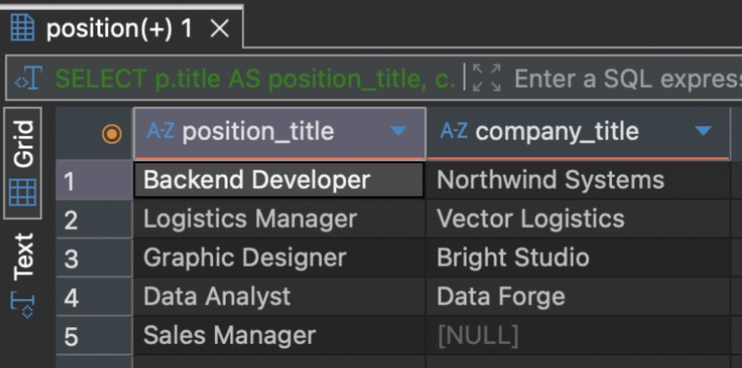 position(+) 1 ×
SELECT p.title AS position_title, c. Enter a SQL express
Grid
Text
A-Z position_title A-Z company_title
1 Backend Developer Northwind Systems
2 Logistics Manager Vector Logistics
3 Graphic Designer Bright Studio
4 Data Analyst Data Forge
5 Sales Manager [NULL]